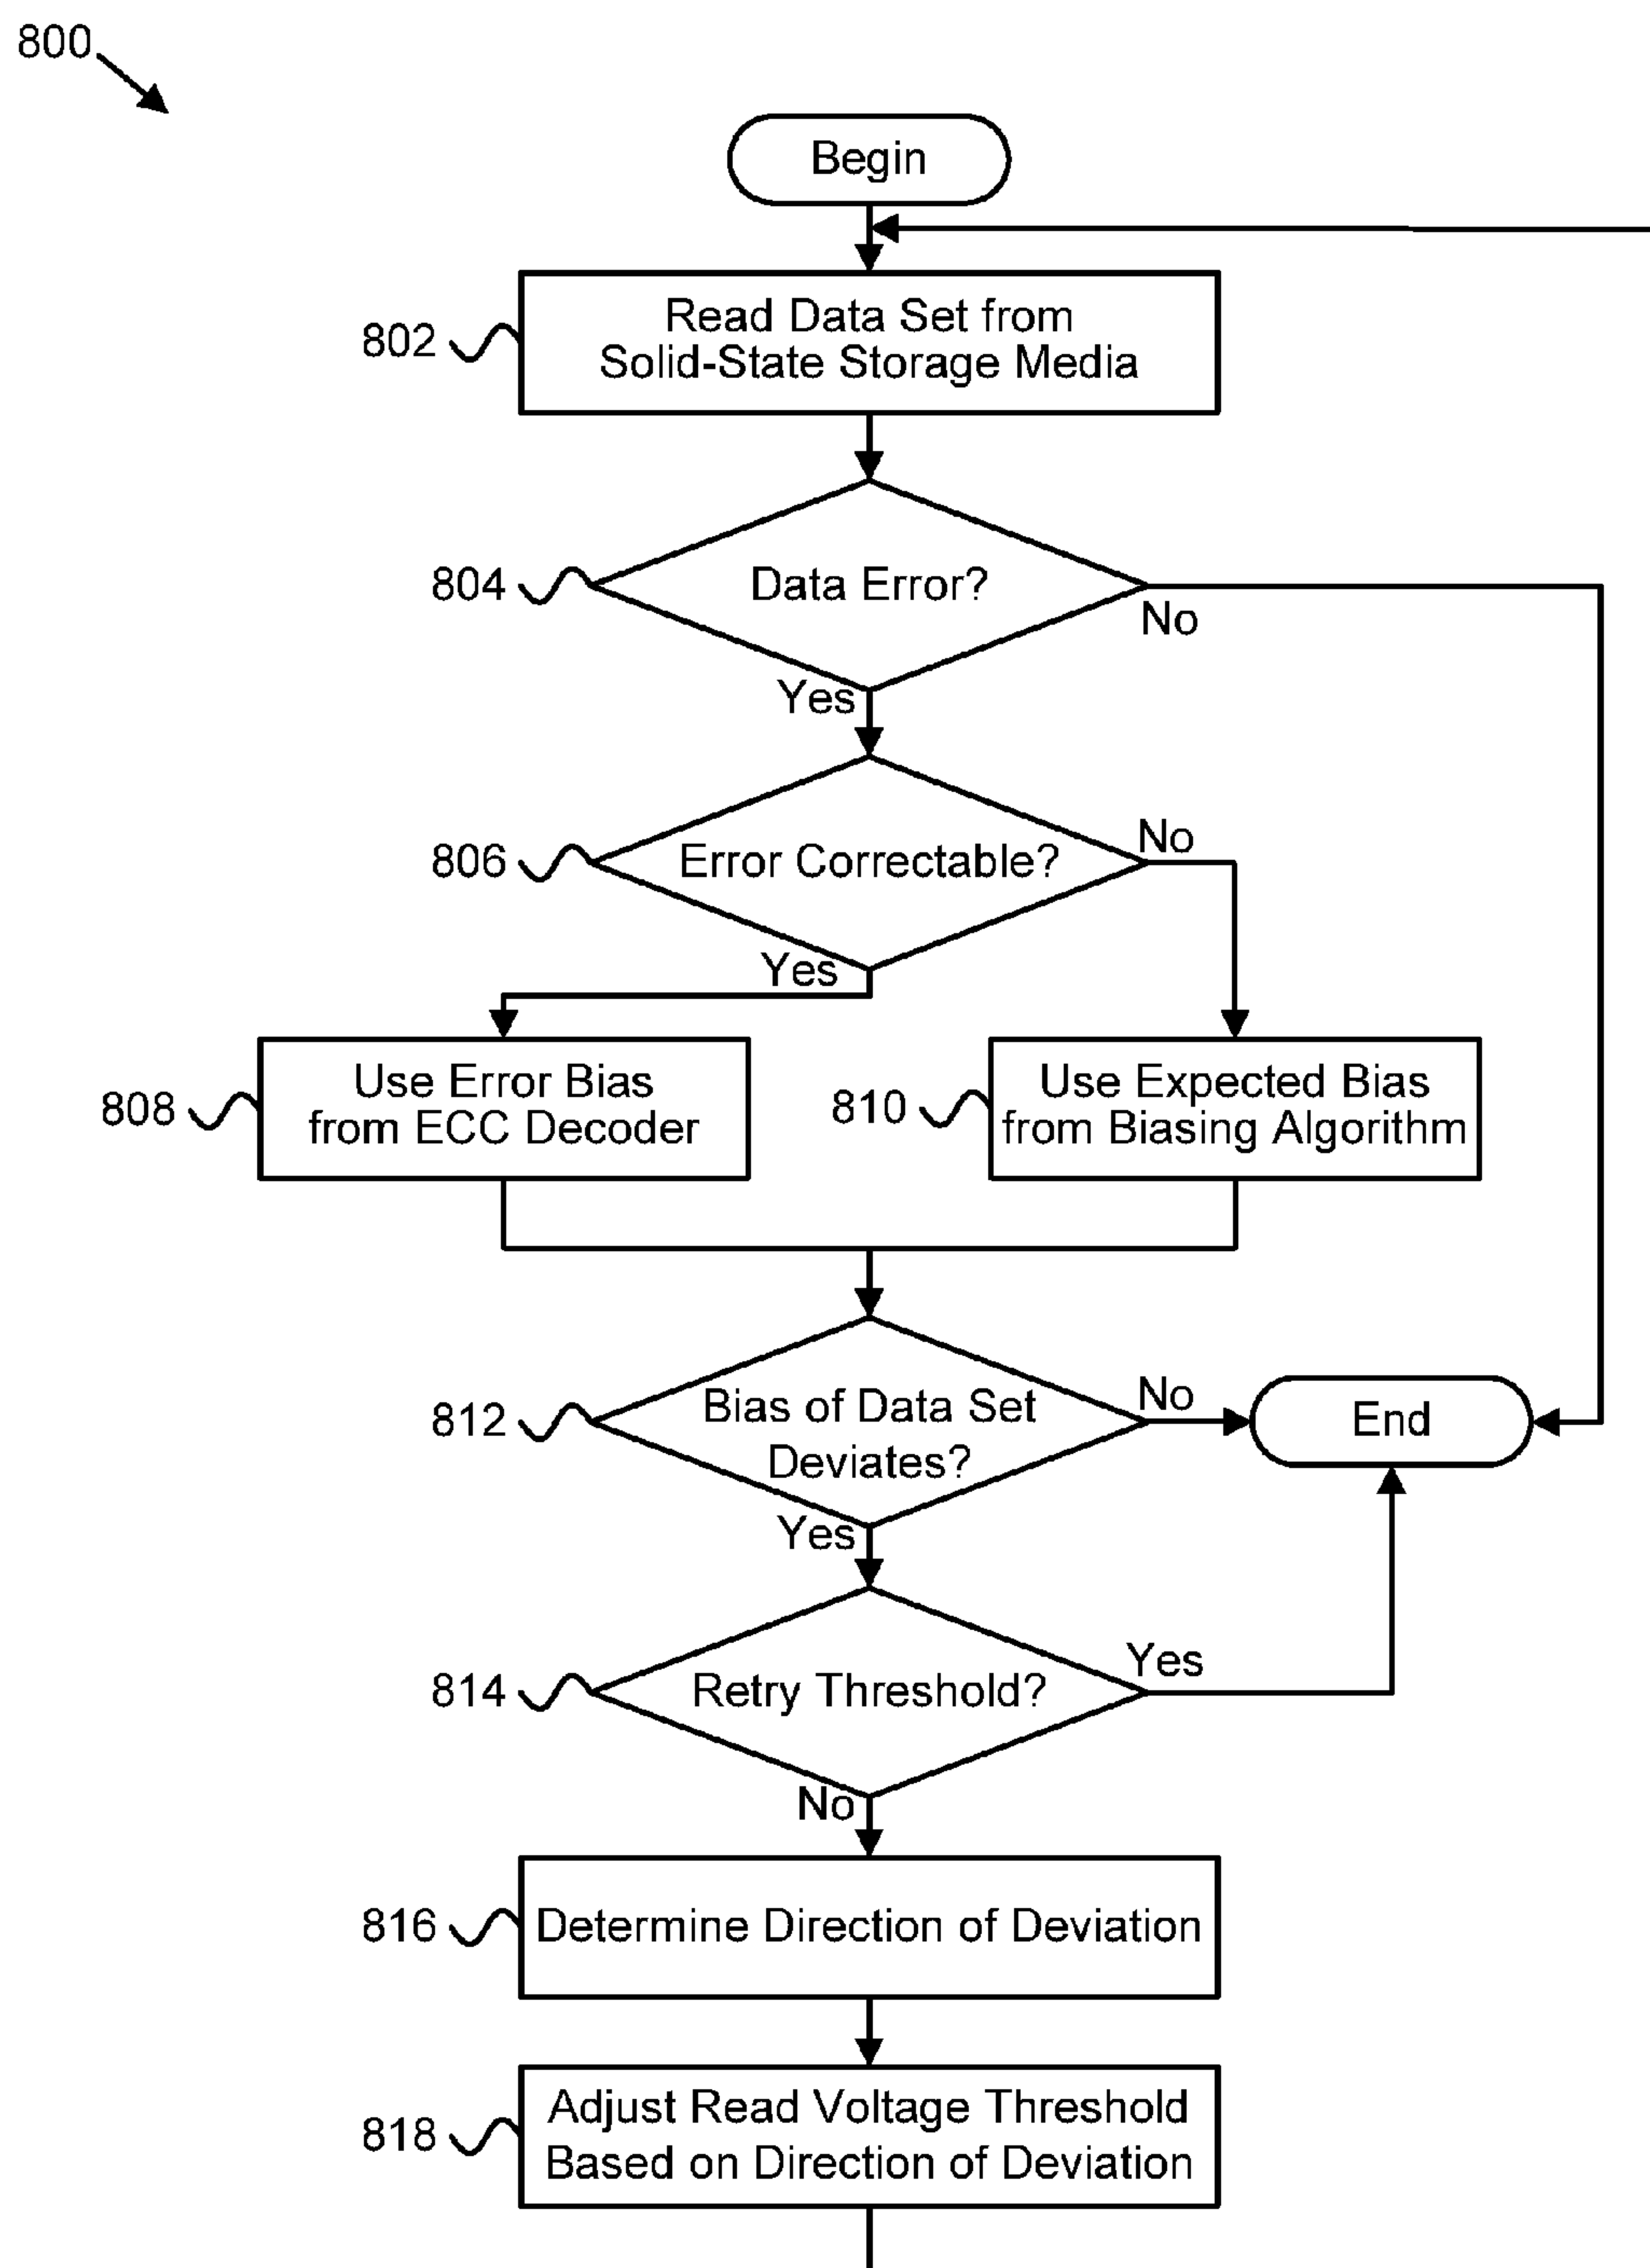 800
Begin
802
Read Data Set from
Solid-State Storage Media
804
Data Error?
No
Yes
806
Error Correctable?
No
Yes
808
Use Error Bias
from ECC Decoder
810
Use Expected Bias
from Biasing Algorithm
812
Bias of Data Set
Deviates?
No
End
Yes
814
Retry Threshold?
Yes
No
816
Determine Direction of Deviation
818
Adjust Read Voltage Threshold
Based on Direction of Deviation